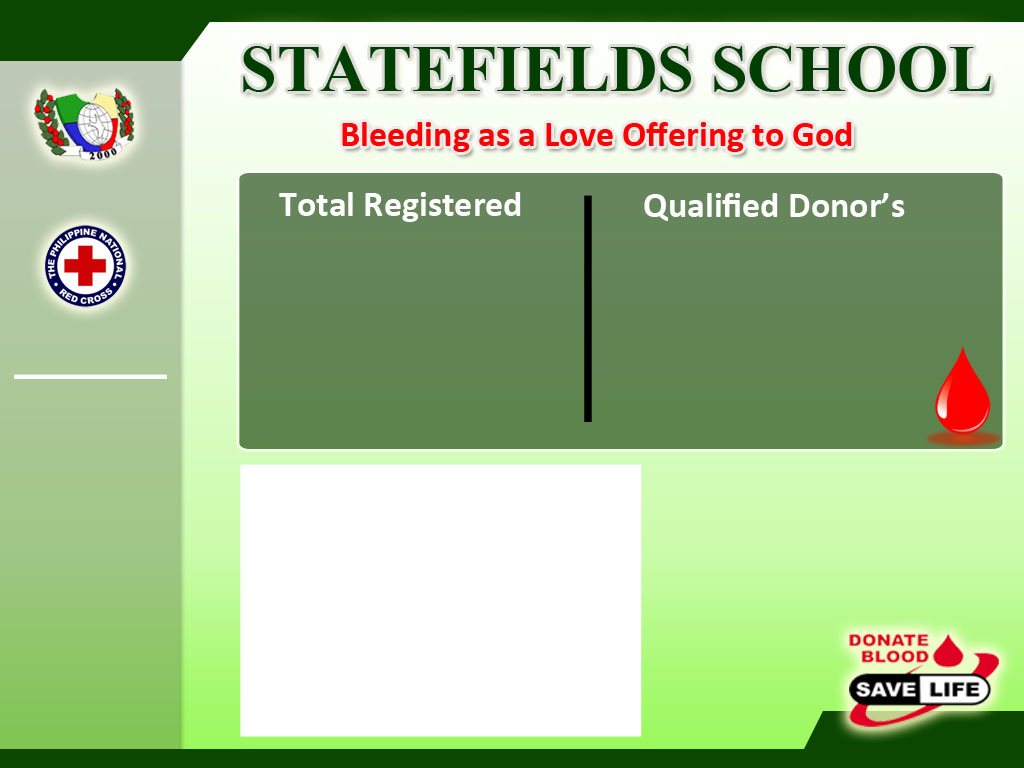 STATEFIELDS SCHOOL
Bleeding as a Love Offering to God
Total Registered
Qualified Donor’s
2000
THE PHILIPPINE NATIONAL
RED CROSS
DONATE
BLOOD
SAVE LIFE